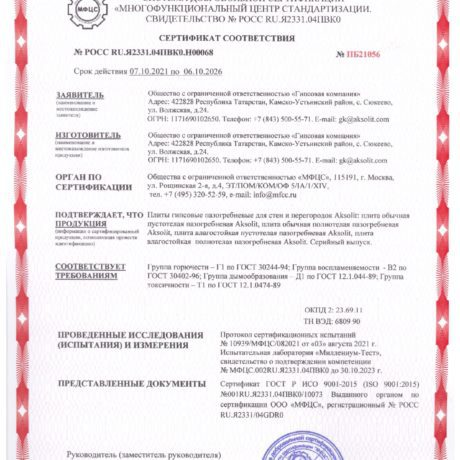 МФЦС
«МНОГОФУНКЦИОНАЛЬНЫЙ ЦЕНТР СТАНДАРТИЗАЦИИ.
СВИДЕТЕЛЬСТВО № РОСС RU.Я2331.04ПВК0
СЕРТИФИКАТ СООТВЕТСТВИЯ
№ РОСС RU.Я2331.04ПВК0.Н00068
№ ПБ21056
Срок действия 07.10.2021 по 06.10.2026
ЗАЯВИТЕЛЬ
(наименование и местонахождение заявителя)
Общество с ограниченной ответственностью «Гипсовая компания»
Адрес: 422828 Республика Татарстан, Камско-Устьинский район, с. Сюкеево,
ул. Волжская, д.24.
ОГРН: 1171690102650, Телефон: +7 (843) 500-55-71. E-mail: gk@aksolit.com
ИЗГОТОВИТЕЛЬ
(наименование и местонахождение изготовителя продукции)
Общество с ограниченной ответственностью «Гипсовая компания»
Адрес: 422828 Республика Татарстан, Камско-Устьинский район, с. Сюкеево,
ул. Волжская, д.24.
ОГРН: 1171690102650, Телефон: +7 (843) 500-55-71. E-mail: gk@aksolit.com
ОРГАН ПО
СЕРТИФИКАЦИИ
Общества с ограниченной ответственностью «МФЦС», 115191, г. Москва,
ул. Рощинская 2-я, д.4, ЭТ/ПОМ/КОМ/ОФ 5/IA/1/XIV,
тел. +7 (495) 320-52-59, e-mail: info@mfcc.ru
ПОДТВЕРЖДАЕТ, ЧТО
ПРОДУКЦИЯ
(информация о сертифицированной
продукции, позволяющая провести
идентификацию)
Плиты гипсовые пазогребневые для стен и перегородок Aksolit: плита обычная
пустотелая пазогребневая Aksolit, плита обычная полнотелая пазогребневая
Aksolit, плита влагостойкая пустотелая пазогребневая Aksolit, плита
влагостойкая полнотелая пазогребневая Aksolit. Серийный выпуск.
СООТВЕТСТВУЕТ
ТРЕБОВАНИЯМ
Группа горючести – Г1 по ГОСТ 30244-94; Группа воспламеняемости - В2 по
ГОСТ 30402-96; Группа дымообразования – Д1 по ГОСТ 12.1.044-89; Группа
токсичности – Т1 по ГОСТ 12.1.0474-89
ОКПД 2: 23.69.11
ТН ВЭД: 6809 90
ПРОВЕДЕННЫЕ ИССЛЕДОВАНИЯ
(ИСПЫТАНИЯ) И ИЗМЕРЕНИЯ
Протокол сертификационных испытаний
№ 10939/МФЦС/082021 от «03» августа 2021 г.
Испытательная лаборатория «Миллениум-Тест»,
свидетельство о подтверждении компетентности
№ МФЦС.002RU.Я2331.04ПВК0 до 30.10.2023 г.
ПРЕДСТАВЛЕННЫЕ ДОКУМЕНТЫ
Сертификат ГОСТ Р ИСО 9001-2015 (ISO 9001:2015)
№001RU.Я2331.04ПВК0/10073 Выданного органом по
сертификации ООО «МФЦС», регистрационный № РОСС
RU.Я2331/04GDR0
Руководитель (заместитель руководителя)